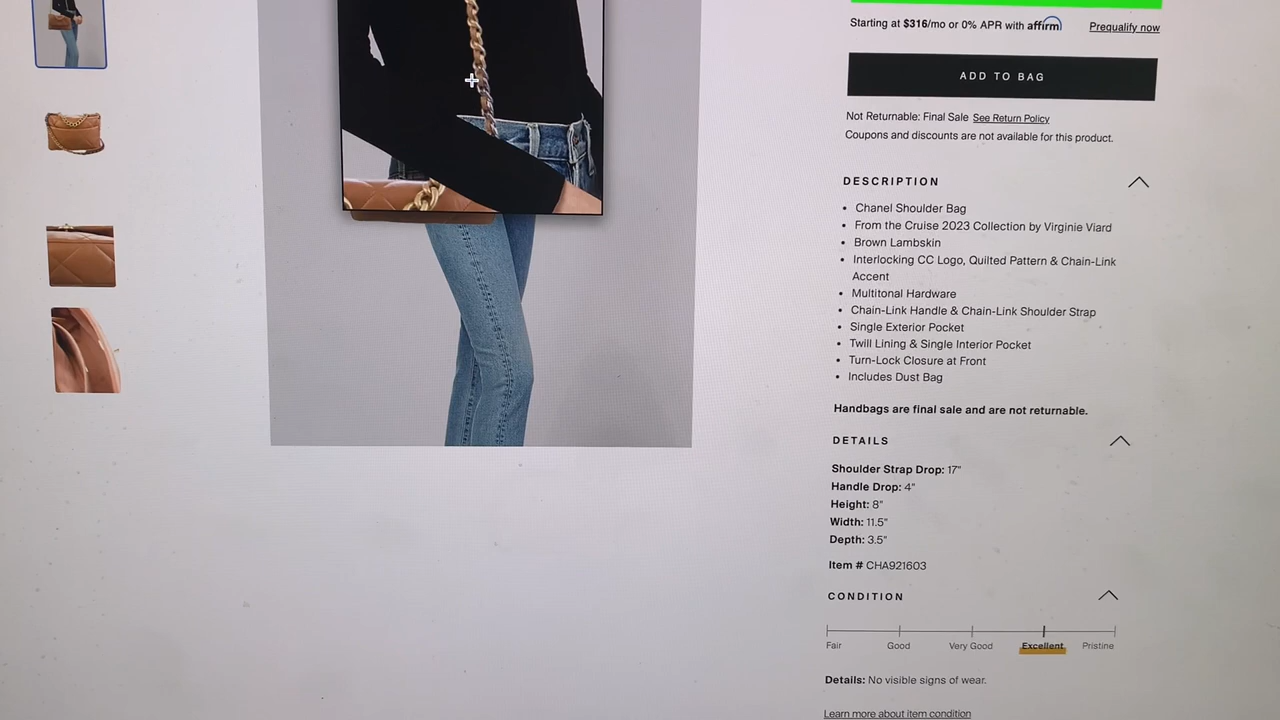 Starting at $316/mo or 0% APR with affirm Prequalify now
ADD TO BAG
Not Returnable: Final Sale See Return Policy
Coupons and discounts are not available for this product.
DESCRIPTION
• Chanel Shoulder Bag
• From the Cruise 2023 Collection by Virginie Viard
• Brown Lambskin
• Interlocking CC Logo, Quilted Pattern & Chain-Link
Accent
• Multitonal Hardware
• Chain-Link Handle & Chain-Link Shoulder Strap
• Single Exterior Pocket
• Twill Lining & Single Interior Pocket
• Turn-Lock Closure at Front
• Includes Dust Bag
Handbags are final sale and are not returnable.
DETAILS
Shoulder Strap Drop: 17"
Handle Drop: 4"
Height: 8"
Width: 11.5"
Depth: 3.5"
Item # CHA921603
CONDITION
Fair Good Very Good Excellent Pristine
Details: No visible signs of wear.
Learn more about item condition